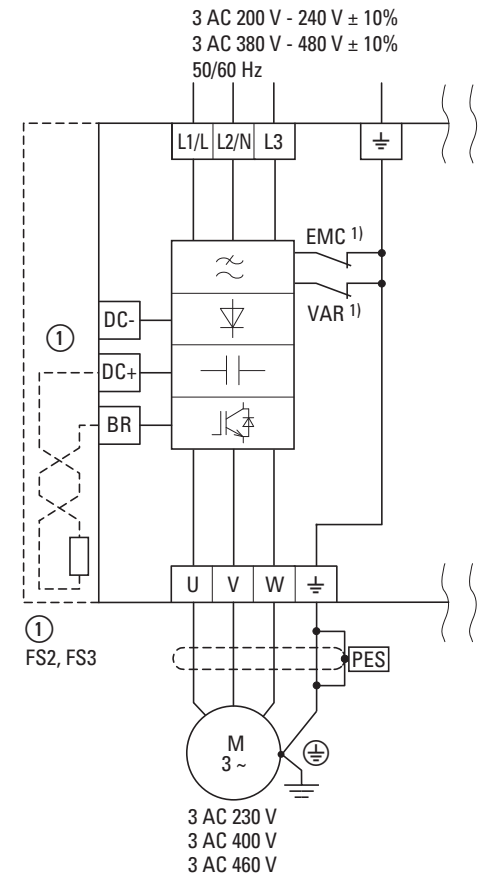 3 AC 200 V - 240 V ± 10%
3 AC 380 V - 480 V ± 10%
50/60 Hz
L1/L L2/N L3
EMC 1)
VAR 1)
DC-
1
DC+
BR
U V W
1
FS2, FS3
PES
M
3 ~
3 AC 230 V
3 AC 400 V
3 AC 460 V